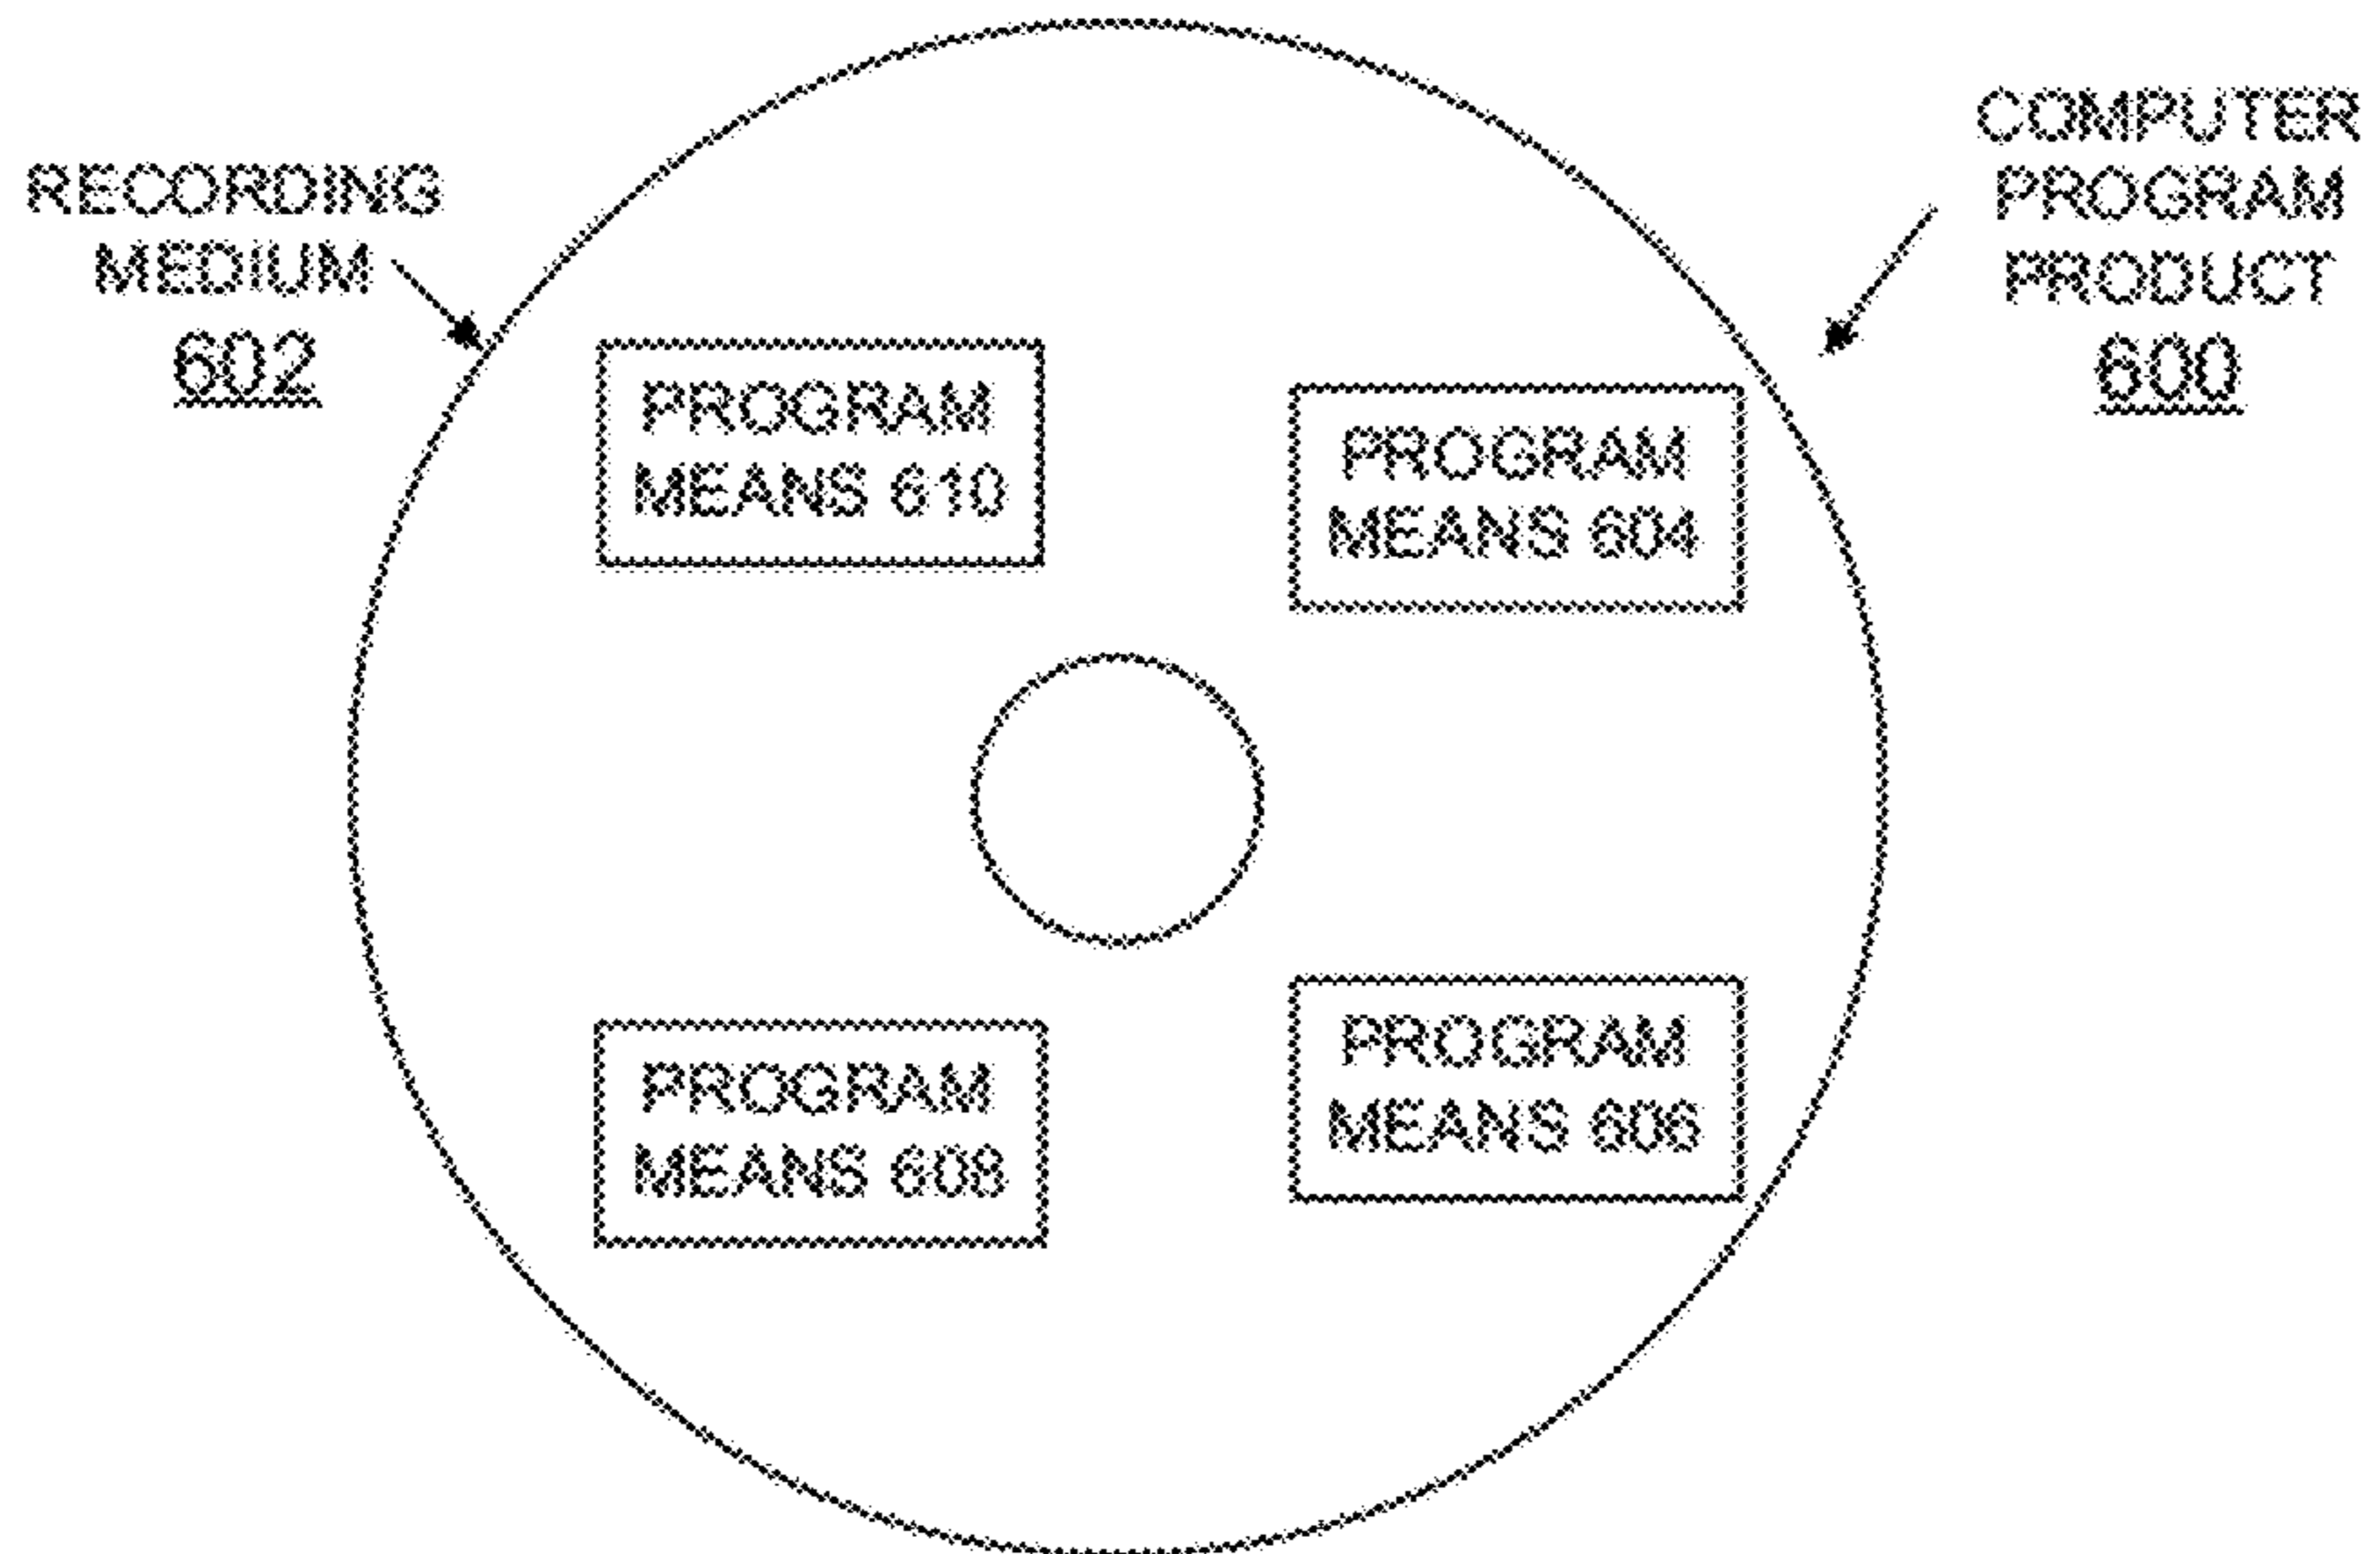 RECORDING
MEDIUM
602
COMPUTER
PROGRAM
PRODUCT
600
PROGRAM
MEANS 610
PROGRAM
MEANS 604
PROGRAM
MEANS 608
PROGRAM
MEANS 606